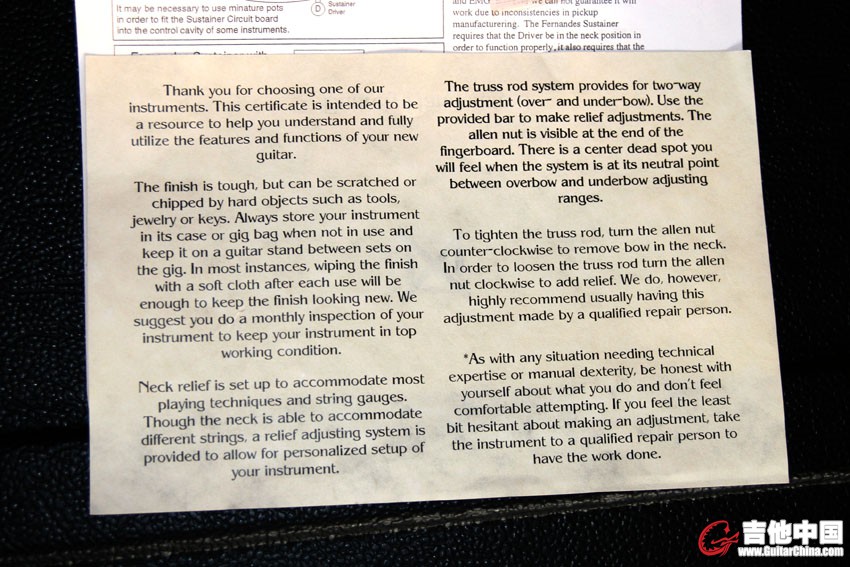 It may be necessary to use minature pots
in order to fit the Sustainer Circuit board
into the control cavity of some instruments.
D
Sustainer
Driver
work due to inconsistencies in pickup
manufacturering. The Fernandes Sustainer
requires that the Driver be in the neck position in
order to function properly, it also requires that the
Thank you for choosing one of our
instruments. This certificate is intended to be
a resource to help you understand and fully
utilize the features and functions of your new
guitar.
The finish is tough, but can be scratched or
chipped by hard objects such as tools,
jewelry or keys. Always store your instrument
in its case or gig bag when not in use and
keep it on a guitar stand between sets on
the gig. In most instances, wiping the finish
with a soft cloth after each use will be
enough to keep the finish looking new. We
suggest you do a monthly inspection of your
instrument to keep your instrument in top
working condition.
Neck relief is set up to accommodate most
playing techniques and string gauges.
Though the neck is able to accommodate
different strings, a relief adjusting system is
provided to allow for personalized setup of
your instrument.
The truss rod system provides for two-way
adjustment (over- and under-bow). Use the
provided bar to make relief adjustments. The
allen nut is visible at the end of the
fingerboard. There is a center dead spot you
will feel when the system is at its neutral point
between overbow and underbow adjusting
ranges.
To tighten the truss rod, turn the allen nut
counter-clockwise to remove bow in the neck.
In order to loosen the truss rod turn the allen
nut clockwise to add relief. We do, however,
highly recommend usually having this
adjustment made by a qualified repair person.
*As with any situation needing technical
expertise or manual dexterity, be honest with
yourself about what you do and don't feel
comfortable attempting. If you feel the least
bit hesitant about making an adjustment, take
the instrument to a qualified repair person to
have the work done.
吉他中国
www.GuitarChina.com